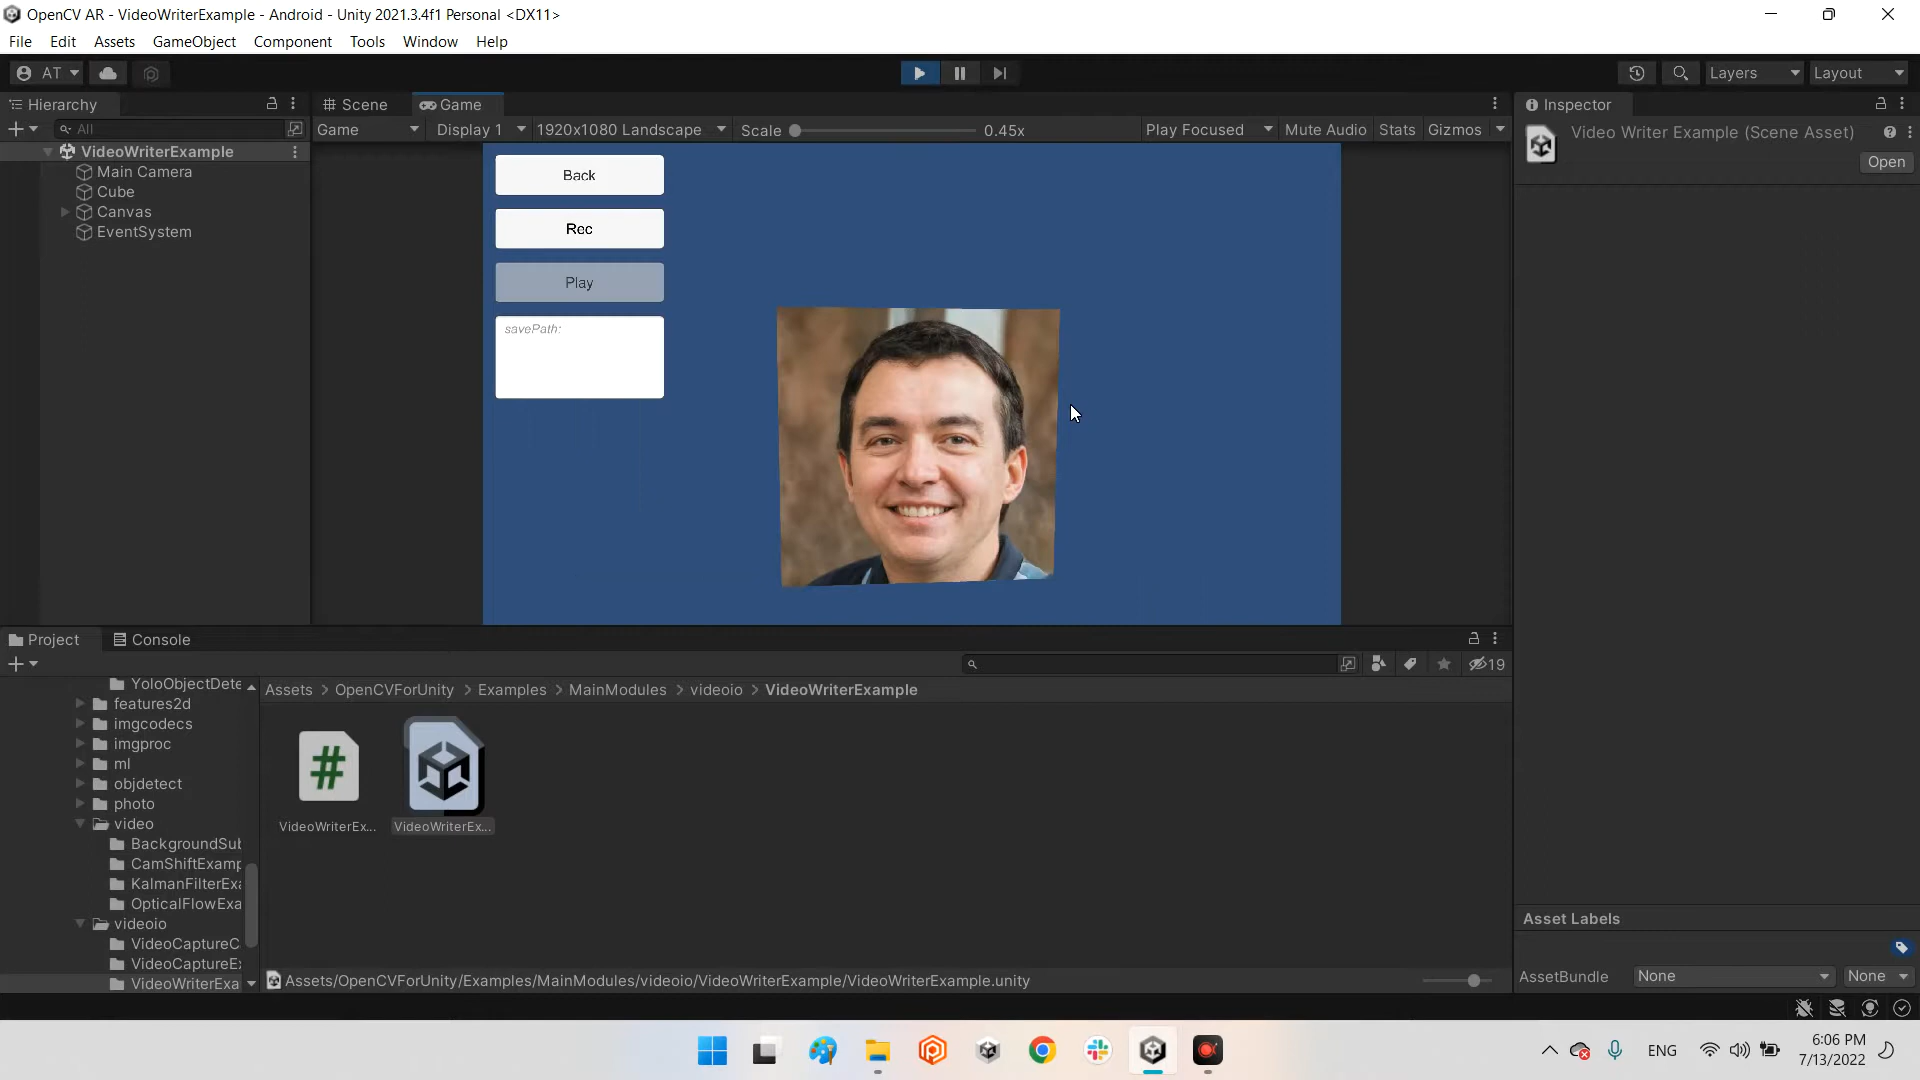 OpenCV AR - VideoWriterExample - Android - Unity 2021.3.4f1 Personal <DX11>
File Edit Assets GameObject Component Tools Window Help
AT Layers Layout
Hierarchy Scene Game Inspector
All Game Display 1 1920x1080 Landscape Scale 0.45x Play Focused Mute Audio Stats Gizmos Video Writer Example (Scene Asset)
VideoWriterExample
Open
Main Camera
Cube
Canvas
EventSystem
Back
Rec
Play
savePath:
Project Console
19
YoloObjectDete
features2d
imgcodecs
imgproc
ml
objdetect
photo
video
BackgroundSub
CamShiftExamp
KalmanFilterExa
OpticalFlowExa
videoio
VideoCaptureC
VideoCaptureEx
VideoWriterExa
Assets > OpenCVForUnity > Examples > MainModules > videoio > VideoWriterExample
VideoWriterEx... VideoWriterEx...
Assets/OpenCVForUnity/Examples/MainModules/videoio/VideoWriterExample/VideoWriterExample.unity
Asset Labels
AssetBundle None None
ENG
6:06 PM
7/13/2022